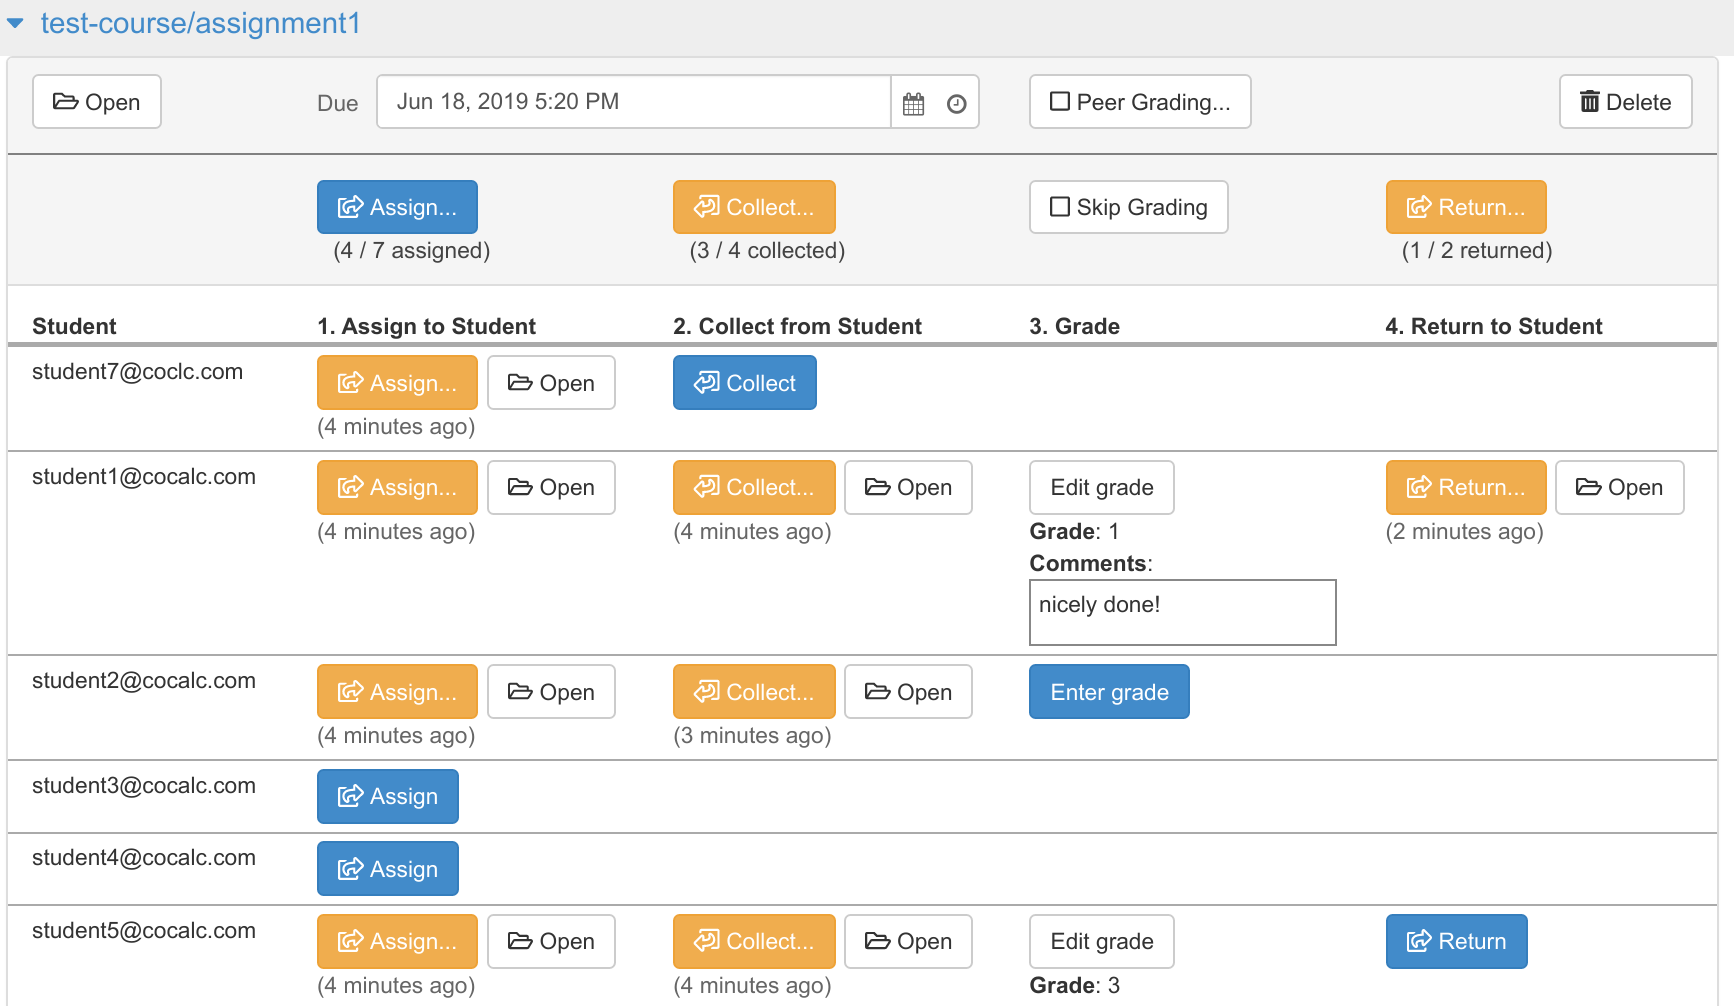 test-course/assignment1
Open Due Jun 18, 2019 5:20 PM Peer Grading... Delete
Assign... Collect... Skip Grading Return...
(4 / 7 assigned) (3 / 4 collected) (1 / 2 returned)
Student 1. Assign to Student 2. Collect from Student 3. Grade 4. Return to Student
student7@coclc.com Assign... Open Collect
(4 minutes ago)
student1@cocalc.com Assign... Open Collect... Open Edit grade Return... Open
(4 minutes ago) (4 minutes ago) Grade: 1 (2 minutes ago)
Comments:
nicely done!
student2@cocalc.com Assign... Open Collect... Open Enter grade
(4 minutes ago) (3 minutes ago)
student3@cocalc.com Assign
student4@cocalc.com Assign
student5@cocalc.com Assign... Open Collect... Open Edit grade Return
(4 minutes ago) (4 minutes ago) Grade: 3